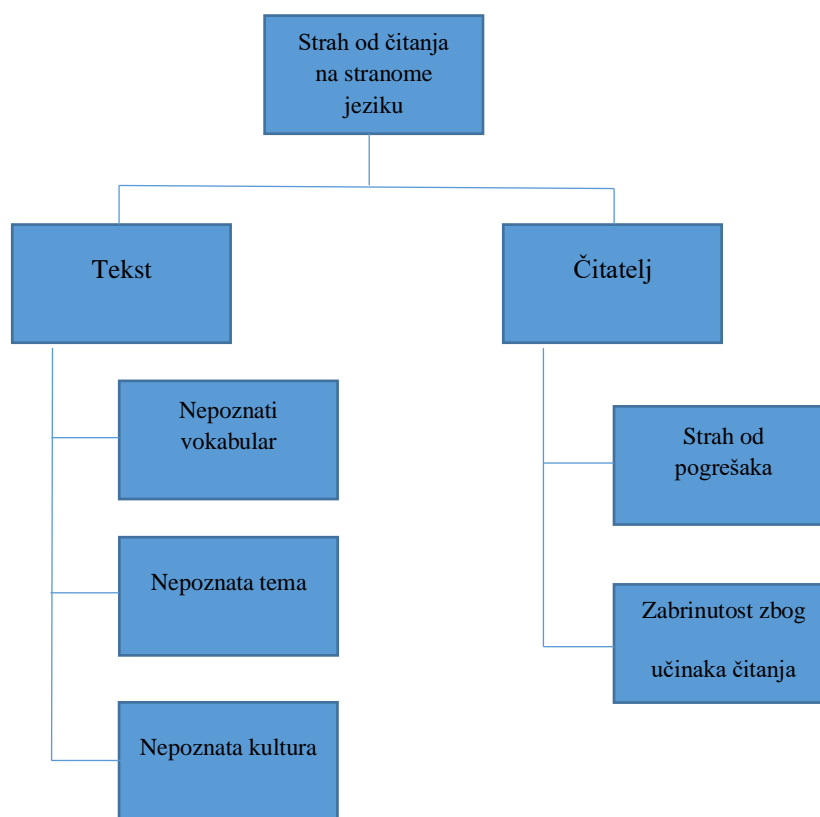 Strah od čitanja
na stranome
jeziku
Tekst
Čitatelj
Nepoznati
vokabular
Strah od
pogrešaka
Nepoznata tema
Zabrinutost zbog
učinaka čitanja
Nepoznata kultura